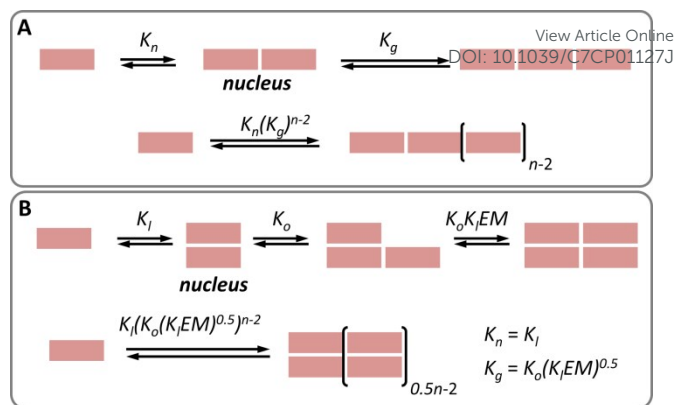 A
View Article Online
DOI: 10.1039/C7CP01127J
Kn
Kg
nucleus
Kn(Kg)n-2
n-2
B
Kl
Ko
KoKlEM
nucleus
Kl(Ko(KlEM)0.5)n-2
0.5n-2
Kn = Kl
Kg = Ko(KlEM)0.5